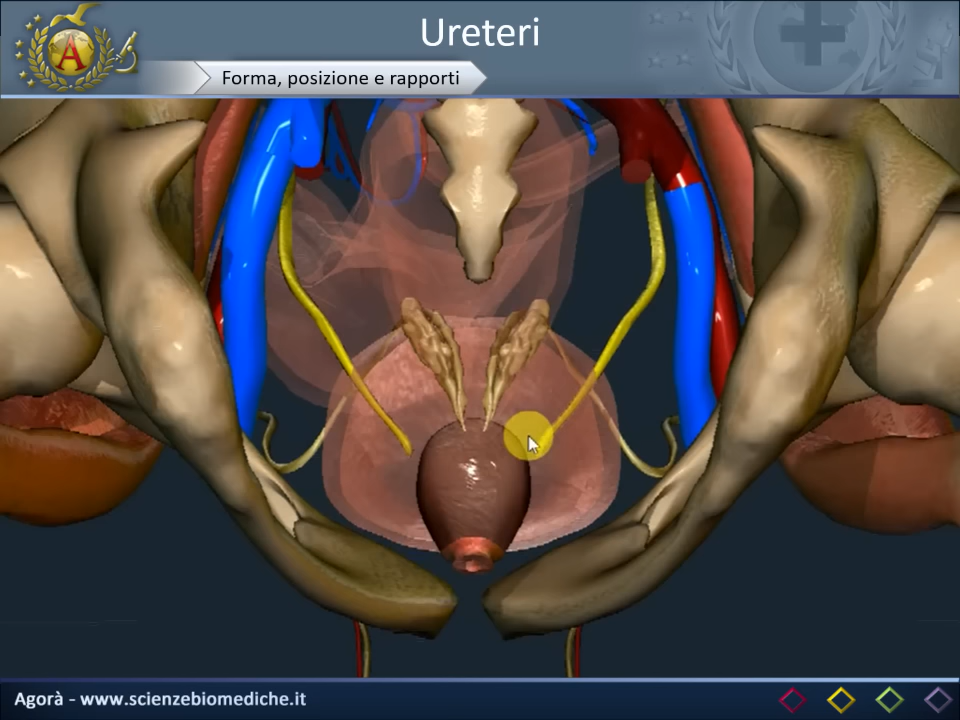 Ureteri
A
Forma, posizione e rapporti
Agorà - www.scienzebiomediche.it